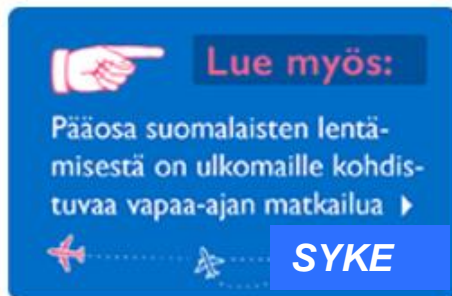 Lue myös:
Pääosa suomalaisten lentä-
misestä on ulkomaille kohdis-
tuvaa vapaa-ajan matkailua
SYKE